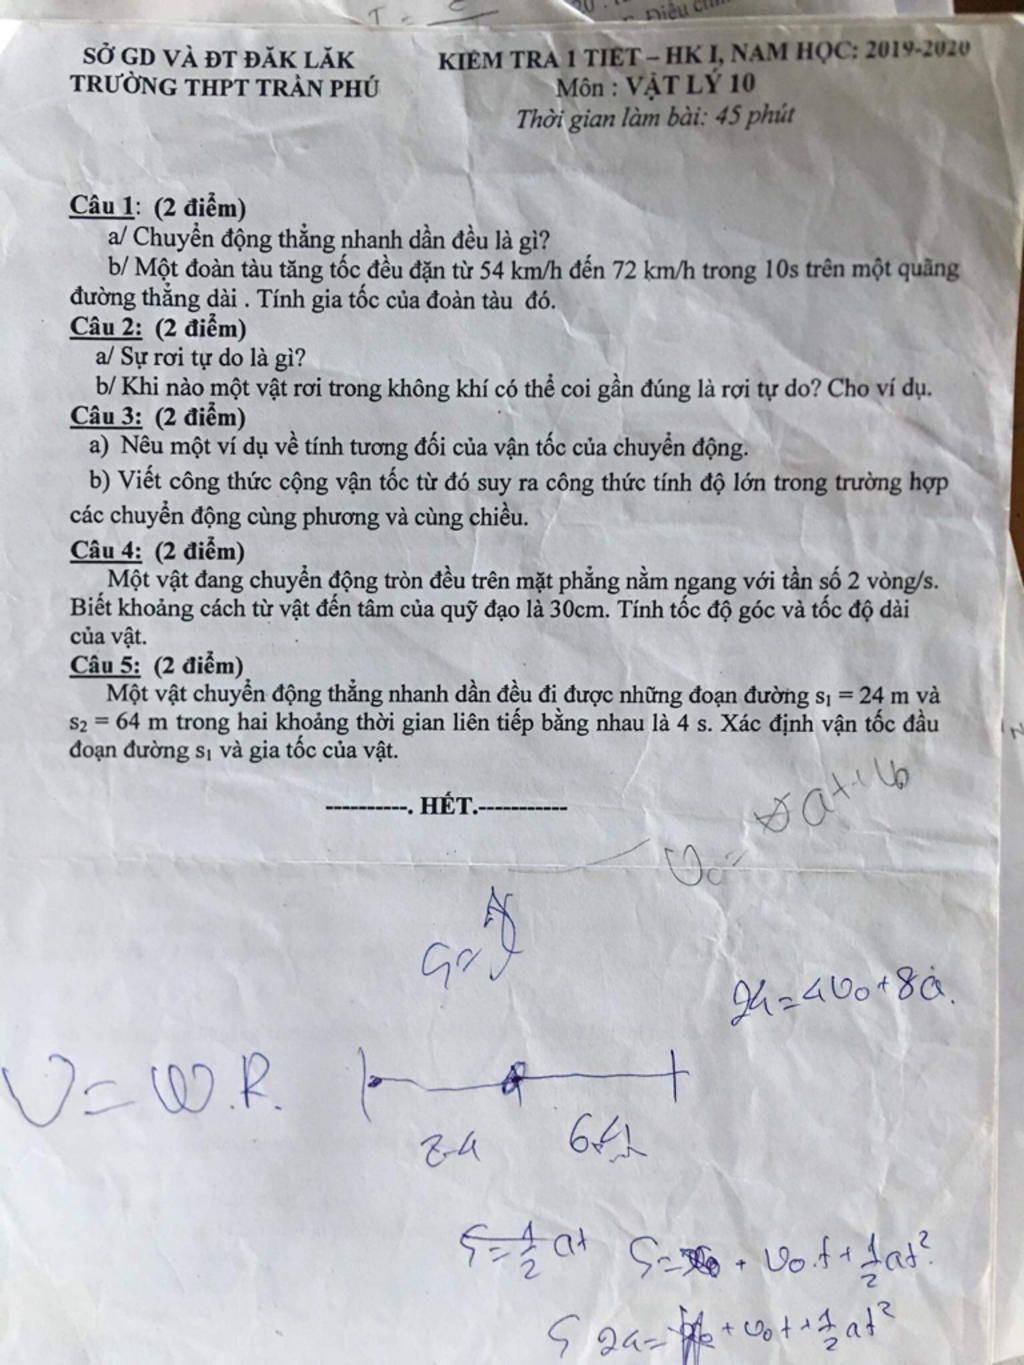 SỞ GD VÀ ĐT ĐĂK LĂK
TRƯỜNG THPT TRẦN PHÚ
KIỂM TRA 1 TIẾT – HK I, NĂM HỌC: 2019-2020
Môn : VẬT LÝ 10
Thời gian làm bài: 45 phút
Câu 1: (2 điểm)
a/ Chuyển động thẳng nhanh dần đều là gì?
b/ Một đoàn tàu tăng tốc đều đặn từ 54 km/h đến 72 km/h trong 10s trên một quãng
đường thẳng dài . Tính gia tốc của đoàn tàu đó.
Câu 2: (2 điểm)
a/ Sự rơi tự do là gì?
b/ Khi nào một vật rơi trong không khí có thể coi gần đúng là rợi tự do? Cho ví dụ.
Câu 3: (2 điểm)
a) Nêu một ví dụ về tính tương đối của vận tốc của chuyển động.
b) Viết công thức cộng vận tốc từ đó suy ra công thức tính độ lớn trong trường hợp
các chuyển động cùng phương và cùng chiều.
Câu 4: (2 điểm)
Một vật đang chuyển động tròn đều trên mặt phẳng nằm ngang với tần số 2 vòng/s.
Biết khoảng cách từ vật đến tâm của quỹ đạo là 30cm. Tính tốc độ góc và tốc độ dài
của vật.
Câu 5: (2 điểm)
Một vật chuyển động thẳng nhanh dần đều đi được những đoạn đường s₁ = 24 m và
s₂ = 64 m trong hai khoảng thời gian liên tiếp bằng nhau là 4 s. Xác định vận tốc đầu
đoạn đường s₁ và gia tốc của vật.
----------. HẾT.-----------
at + v₀
24 = 4v₀ + 8a.
V = ω.R.
24 64
S = 1/2 at
S = + v₀.t + 1/2 at².
S 24 = + v₀t + 1/2 at²